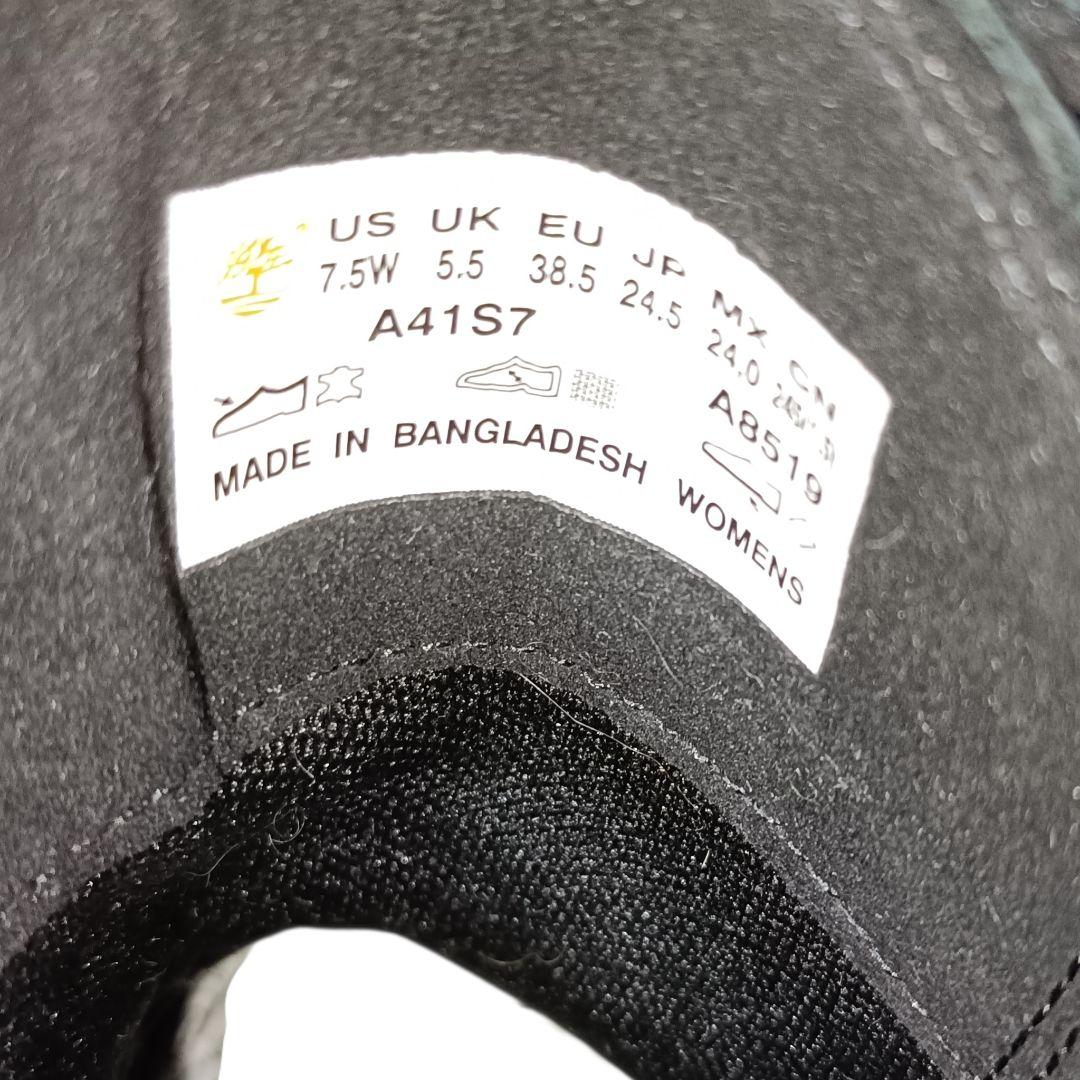 US UK EU JP MX CN
7.5W 5.5 38.5 24.5 24.0
A41S7 A8519
MADE IN BANGLADESH WOMENS